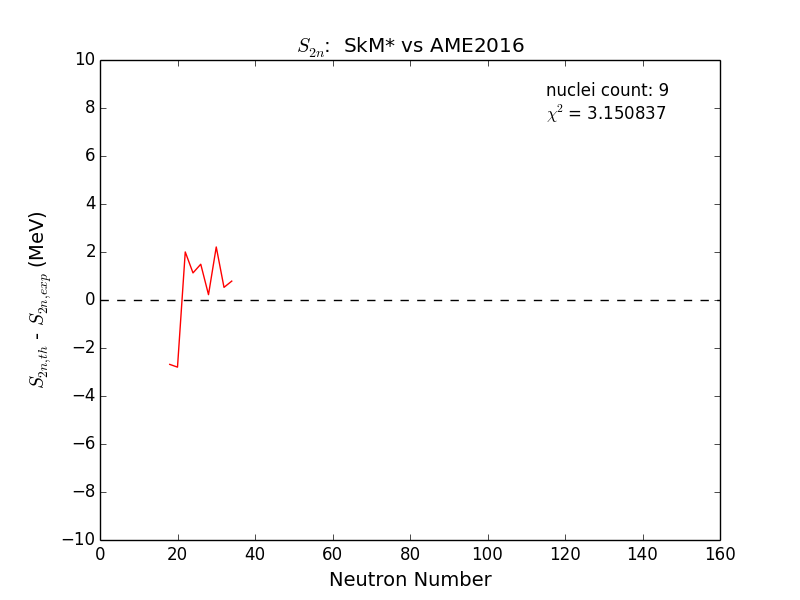 S2n: SkM* vs AME2016
nuclei count: 9
χ² = 3.150837
10
8
6
4
2
0
−2
−4
−6
−8
−10
S2n,th - S2n,exp (MeV)
0 20 40 60 80 100 120 140 160
Neutron Number